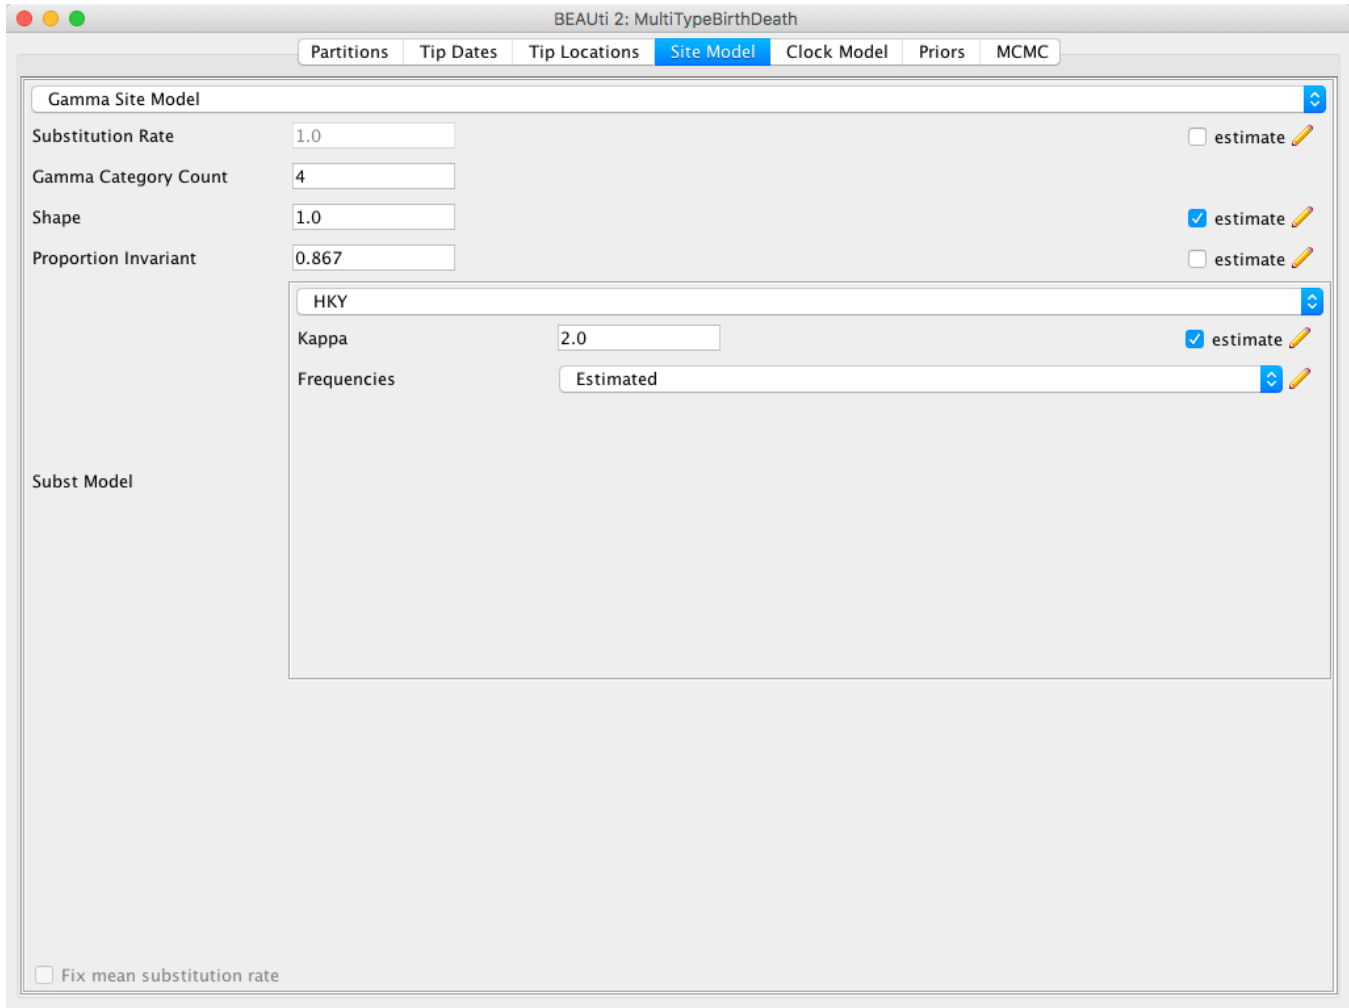 BEAUti 2: MultiTypeBirthDeath
Partitions Tip Dates Tip Locations Site Model Clock Model Priors MCMC
Gamma Site Model
Substitution Rate 1.0 estimate
Gamma Category Count 4
Shape 1.0 estimate
Proportion Invariant 0.867 estimate
HKY
Kappa 2.0 estimate
Frequencies Estimated
Subst Model
Fix mean substitution rate